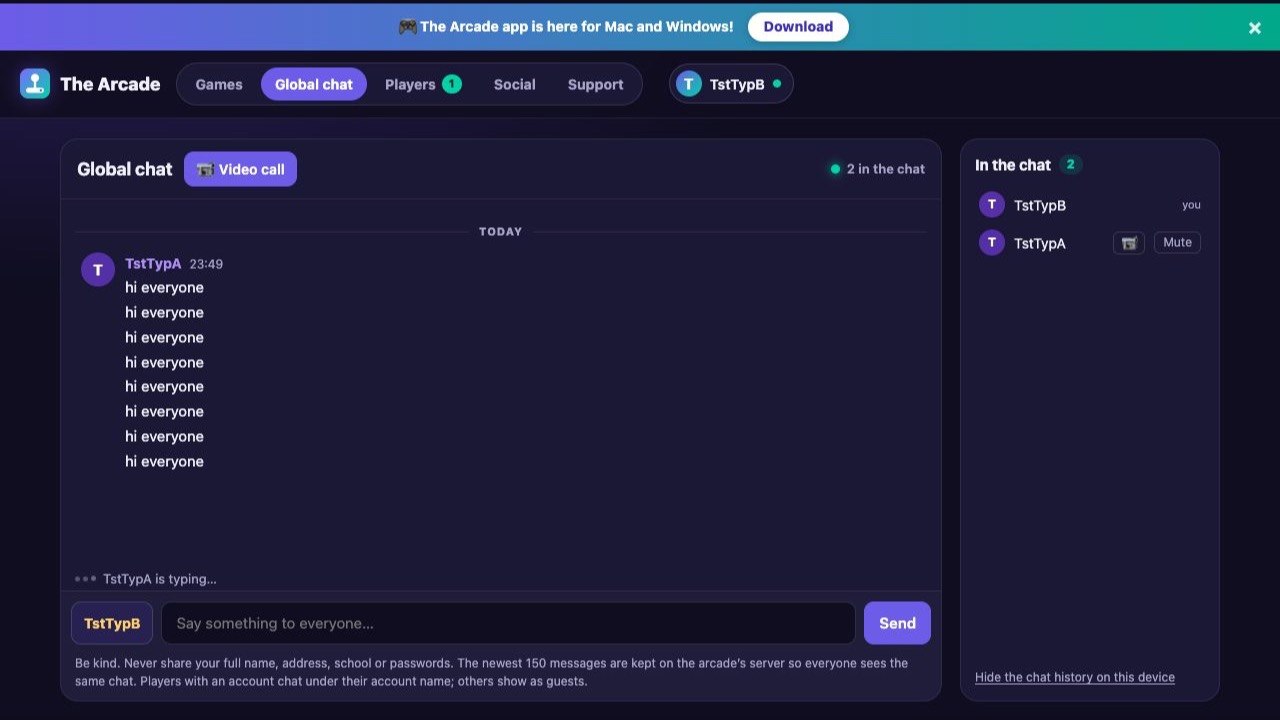 🎮 The Arcade app is here for Mac and Windows! Download ×
The Arcade Games Global chat Players 1 Social Support T TstTypB
Global chat 📹 Video call 2 in the chat
TODAY
T TstTypA 23:49
hi everyone
hi everyone
hi everyone
hi everyone
hi everyone
hi everyone
hi everyone
hi everyone
TstTypA is typing...
TstTypB Say something to everyone... Send
Be kind. Never share your full name, address, school or passwords. The newest 150 messages are kept on the arcade's server so everyone sees the
same chat. Players with an account chat under their account name; others show as guests.
In the chat 2
T TstTypB you
T TstTypA Mute
Hide the chat history on this device